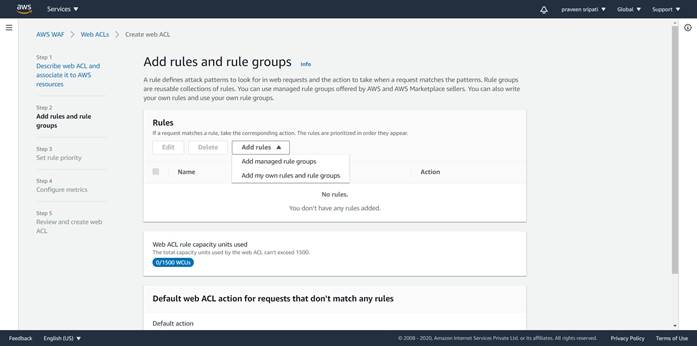 aws
Services
praveen sripati
Global
Support
AWS WAF
Web ACLs
Create web ACL
Step 1
Describe web ACL and
associate it to AWS
resources
Step 2
Add rules and rule
groups
Step 3
Set rule priority
Step 4
Configure metrics
Step 5
Review and create web
ACL
Add rules and rule groups Info
A rule defines attack patterns to look for in web requests and the action to take when a request matches the patterns. Rule groups
are reusable collections of rules. You can use managed rule groups offered by AWS and AWS Marketplace sellers. You can also write
your own rules and use your own rule groups.
Rules
If a request matches a rule, take the corresponding action. The rules are prioritized in order they appear.
Edit
Delete
Add rules
Add managed rule groups
Add my own rules and rule groups
Name
Action
No rules.
You don't have any rules added.
Web ACL rule capacity units used
The total capacity units used by the web ACL can't exceed 1500.
0/1500 WCUs
Default web ACL action for requests that don't match any rules
Default action
Feedback
English (US)
© 2008 - 2020, Amazon Internet Services Private Ltd. or its affiliates. All rights reserved.
Privacy Policy
Terms of Use